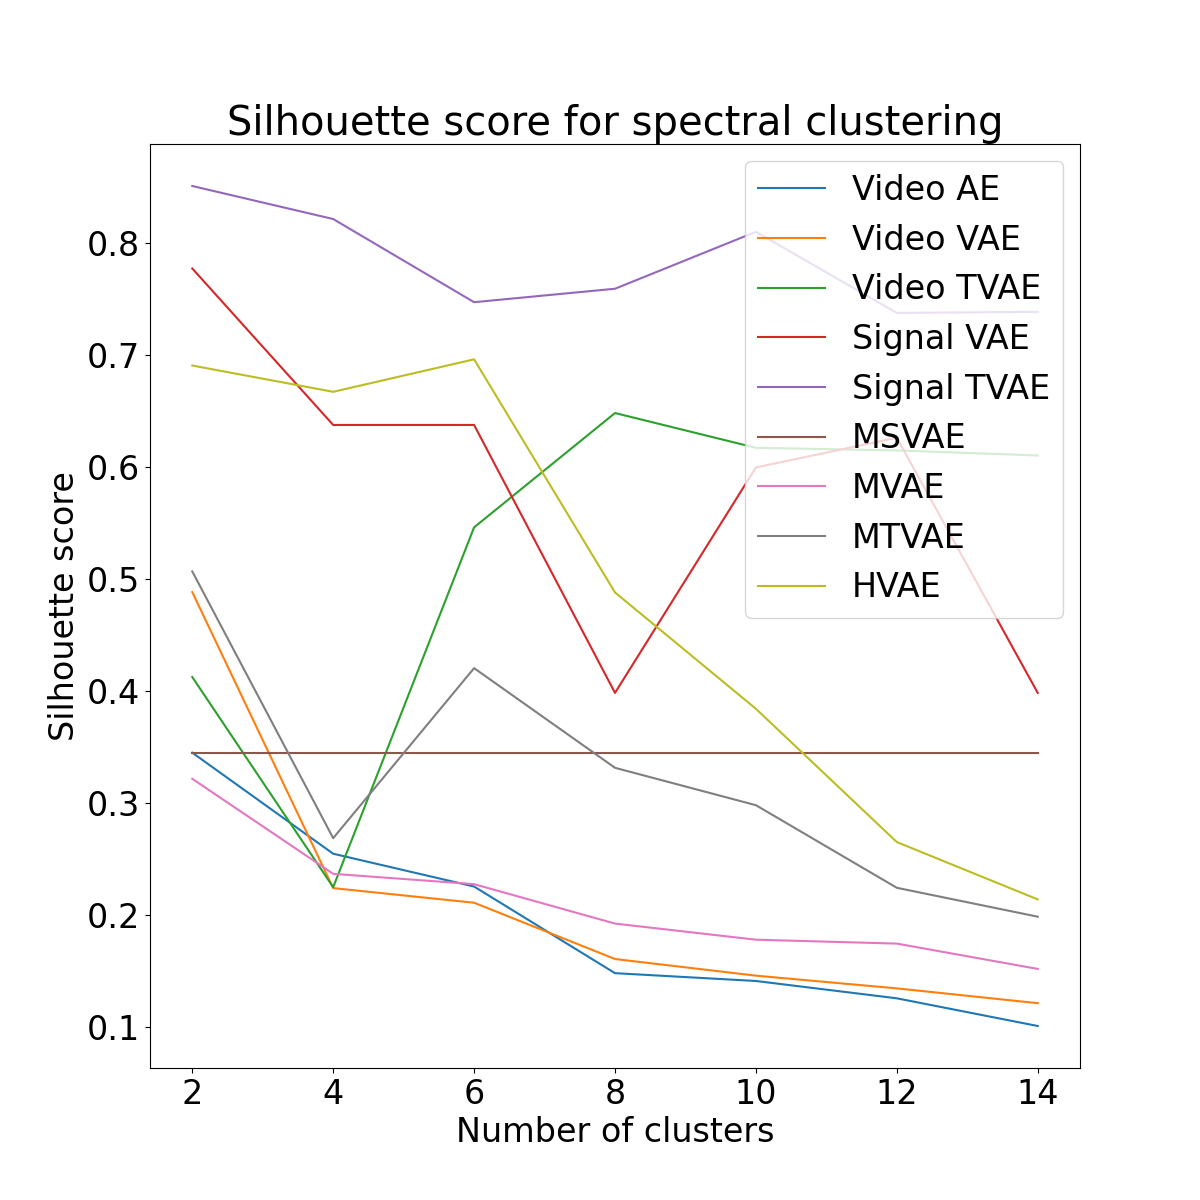 Silhouette score for spectral clustering
Silhouette score
0.8
0.7
0.6
0.5
0.4
0.3
0.2
0.1
Video AE
Video VAE
Video TVAE
Signal VAE
Signal TVAE
MSVAE
MVAE
MTVAE
HVAE
2 4 6 8 10 12 14
Number of clusters